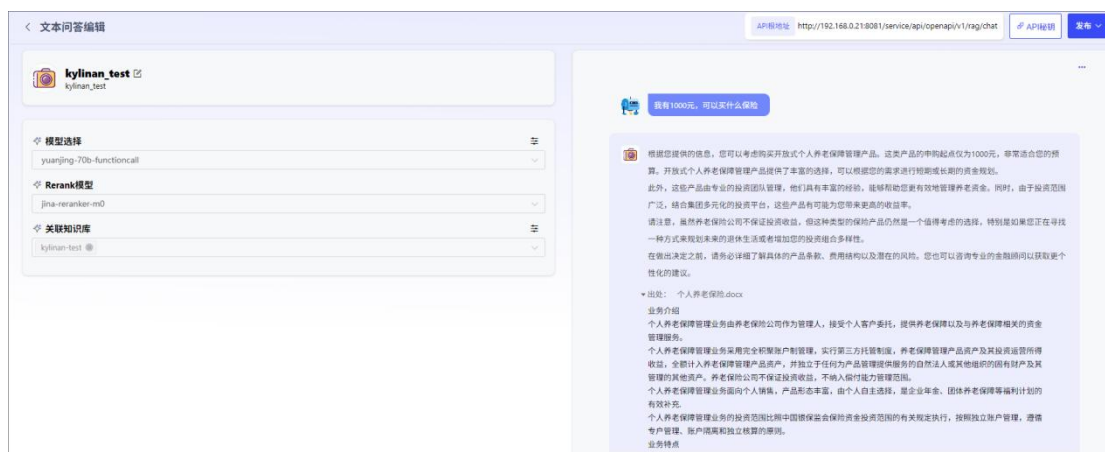 文本问答编辑
API根地址 http://192.168.0.21:8081/service/api/openapi/v1/rag/chat
API秘钥
发布
kylinan_test
kylinan_test
模型选择
yuanjing-70b-functioncall
Rerank模型
jina-reranker-m0
关联知识库
kylinan-test
我有1000元，可以买什么保险
根据您提供的信息，您可以考虑购买开放式个人养老保障管理产品。这类产品的申购起点仅为1000元，非常适合您的预
算。开放式个人养老保障管理产品提供了丰富的选择，可以根据您的需求进行短期或长期的资金规划。
此外，这些产品由专业的投资团队管理，他们具有丰富的经验，能够帮助您更有效地管理养老资金。同时，由于投资范围
广泛，结合集团多元化的投资平台，这些产品有可能为您带来更高的收益率。
请注意，虽然养老保险公司不保证投资收益，但这种类型的保险产品仍然是一个值得考虑的选择，特别是如果您正在寻找
一种方式来规划未来的退休生活或者增加您的投资组合多样性。
在做出决定之前，请务必详细了解具体的产品条款、费用结构以及潜在的风险。您也可以咨询专业的金融顾问以获取更个
性化的建议。
出处： 个人养老保险.docx
业务介绍
个人养老保障管理业务由养老保险公司作为管理人，接受个人客户委托，提供养老保障以及与养老保障相关的资金
管理服务。
个人养老保障管理业务采用完全积累账户制管理，实行第三方托管制度，养老保障管理产品资产及其投资运营所得
收益，全额计入养老保障管理产品资产，并独立于任何为产品管理提供服务的自然法人或其他组织的固有财产及其
管理的其他资产。养老保险公司不保证投资收益，不纳入偿付能力管理范围。
个人养老保障管理业务面向个人销售，产品形态丰富，由个人自主选择，是企业年金、团体养老保障等福利计划的
有效补充.
个人养老保障管理业务的投资范围比照中国银保监会保险资金投资范围的有关规定执行，按照独立账户管理，遵循
专户管理、账户隔离和独立核算的原则。
业务特点